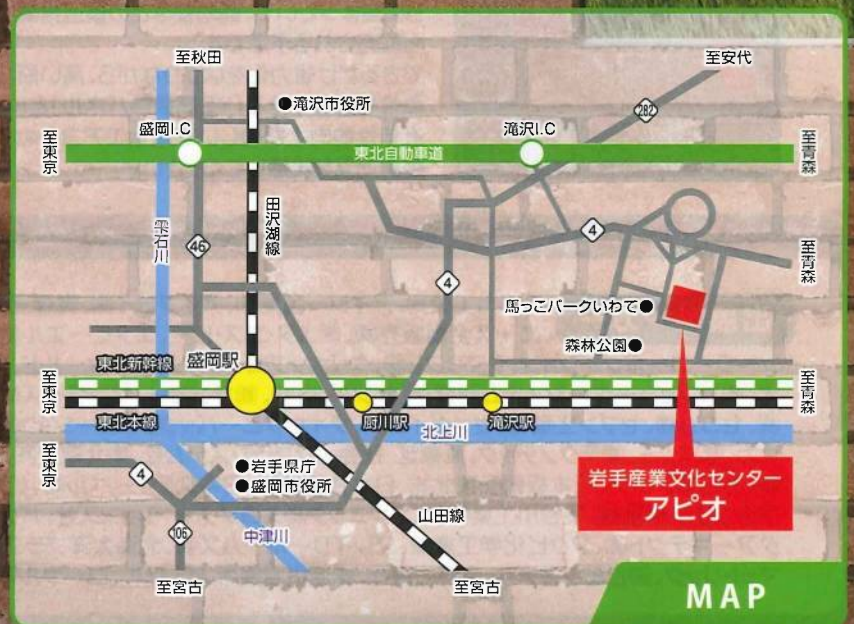 至秋田
至安代
●滝沢市役所
282
盛岡I.C
滝沢I.C
至東京
東北自動車道
至青森
雫石川
田沢湖線
46
4
至青森
4
馬っこパークいわて●
森林公園●
東北新幹線
盛岡駅
至東京
至青森
東北本線
厨川駅
滝沢駅
北上川
至東京
4
●岩手県庁
●盛岡市役所
岩手産業文化センター
アピオ
106
中津川
山田線
至宮古
至宮古
MAP